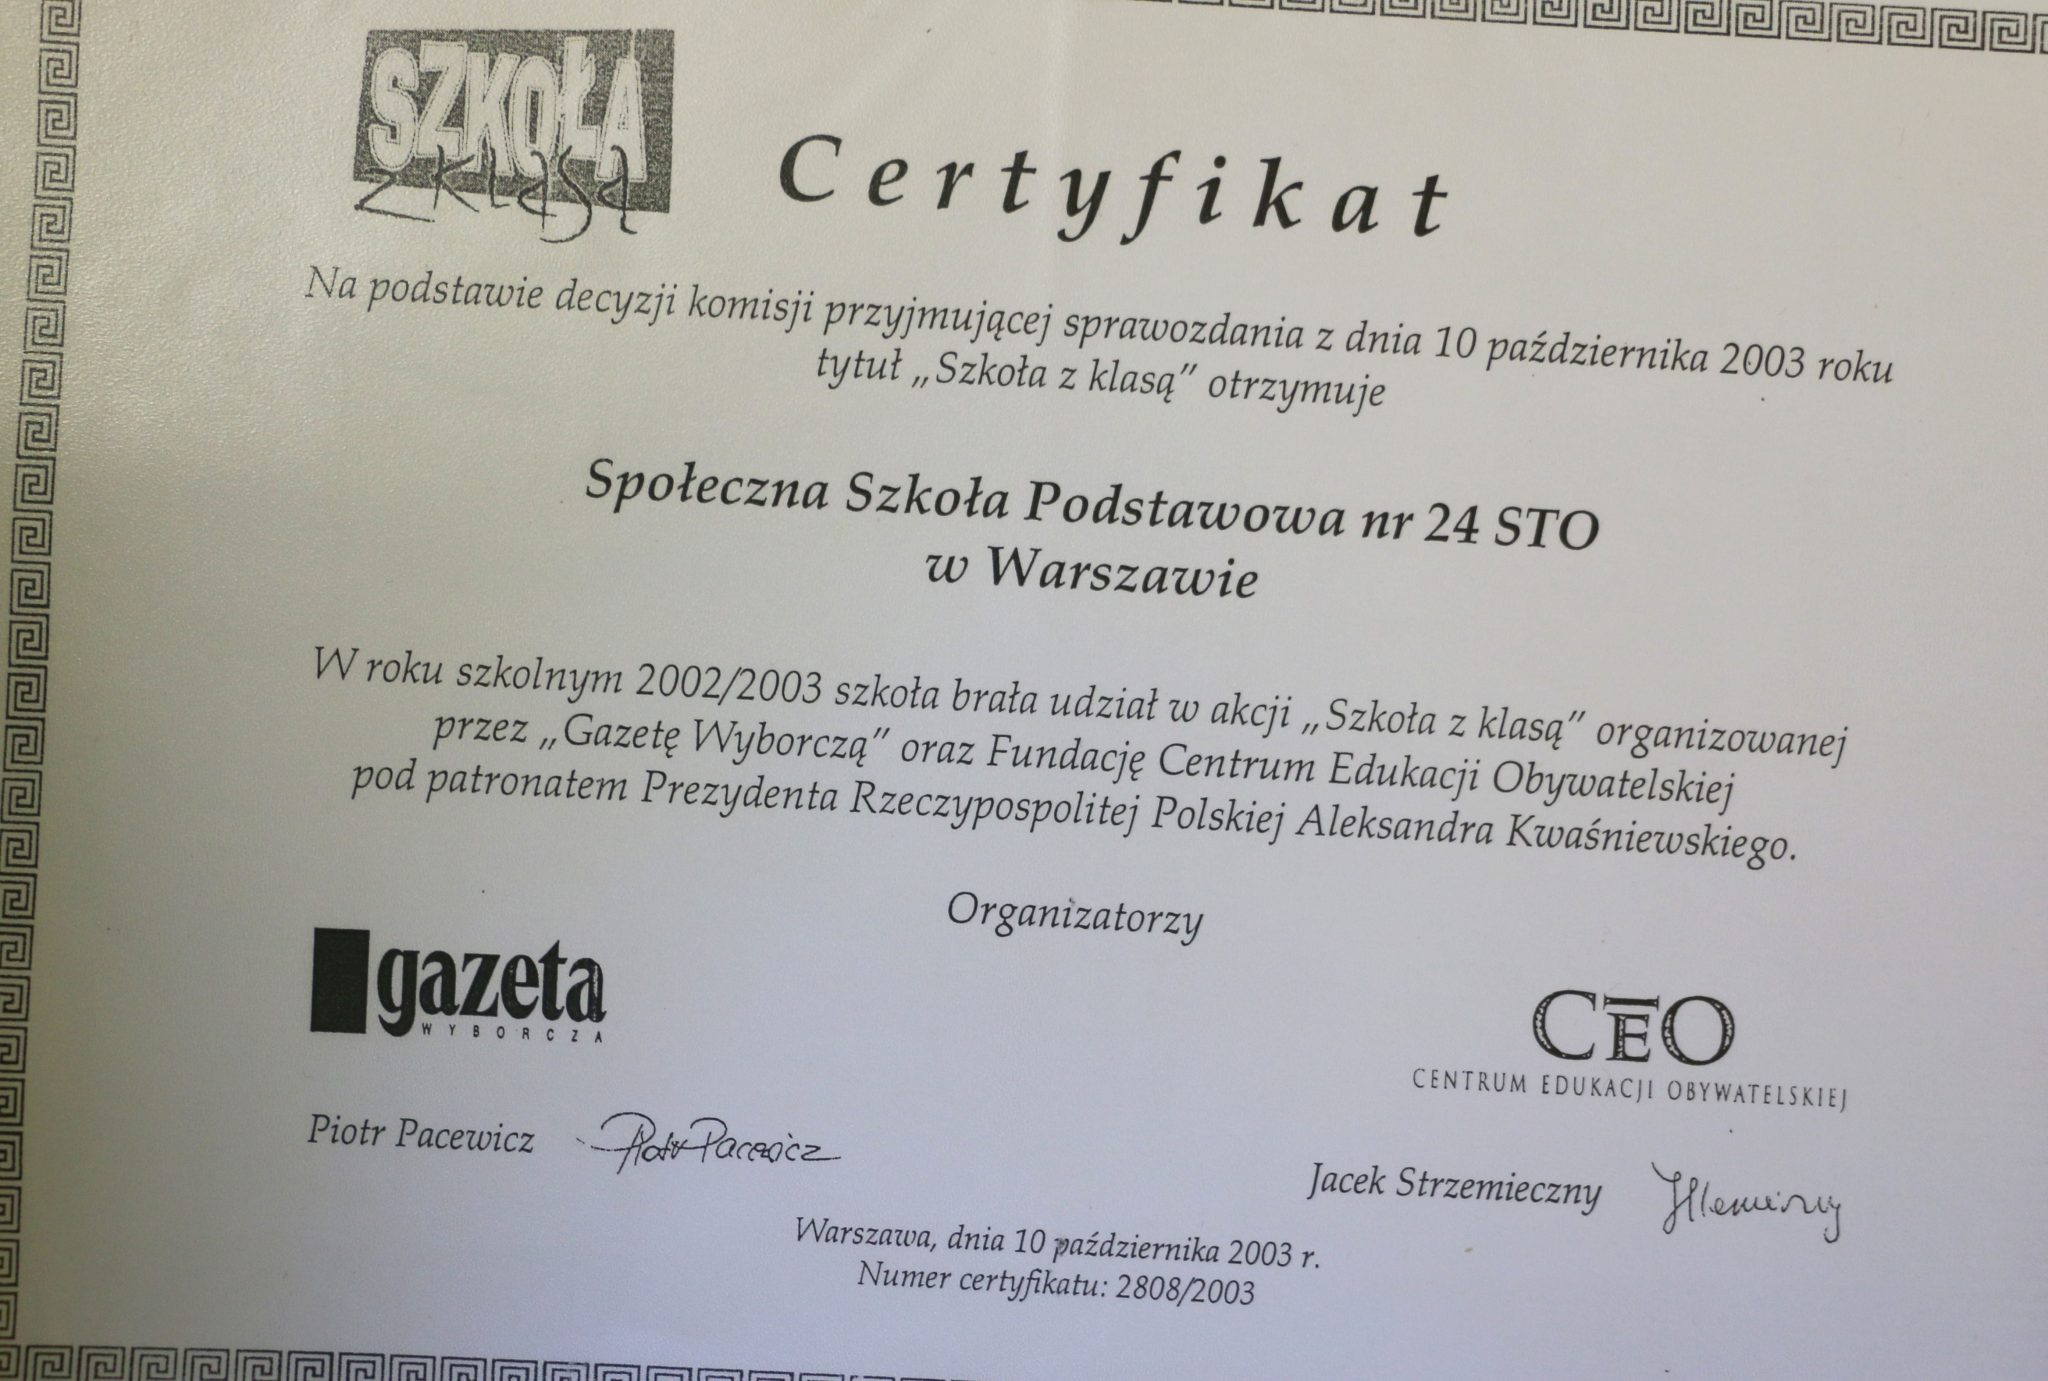 SZKOŁA
z klasą
Certyfikat
Na podstawie decyzji komisji przyjmującej sprawozdania z dnia 10 października 2003 roku
tytuł „Szkoła z klasą” otrzymuje
Społeczna Szkoła Podstawowa nr 24 STO
w Warszawie
W roku szkolnym 2002/2003 szkoła brała udział w akcji „Szkoła z klasą” organizowanej
przez „Gazetę Wyborczą” oraz Fundację Centrum Edukacji Obywatelskiej
pod patronatem Prezydenta Rzeczypospolitej Polskiej Aleksandra Kwaśniewskiego.
Organizatorzy
gazeta
WYBORCZA
CEO
CENTRUM EDUKACJI OBYWATELSKIEJ
Piotr Pacewicz Piotr Pacewicz
Jacek Strzemieczny
Warszawa, dnia 10 października 2003 r.
Numer certyfikatu: 2808/2003